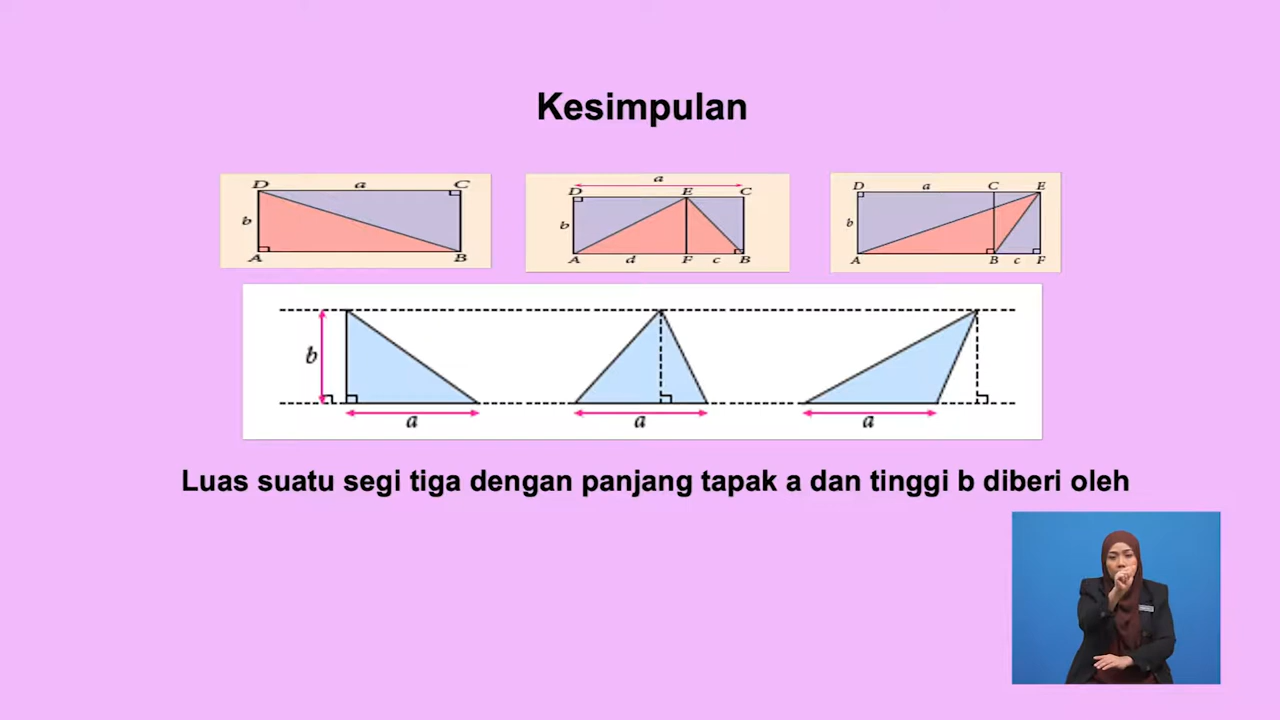 Kesimpulan
D a C
b
A B
a
D E C
b
A d F c B
D a C E
b
A B c F
b
a a a
Luas suatu segi tiga dengan panjang tapak a dan tinggi b diberi oleh